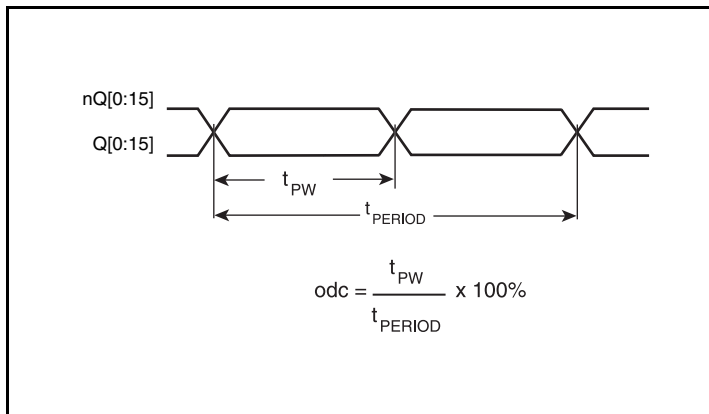 nQ[0:15]
Q[0:15]
tPW
tPERIOD
odc = tPW / tPERIOD x 100%